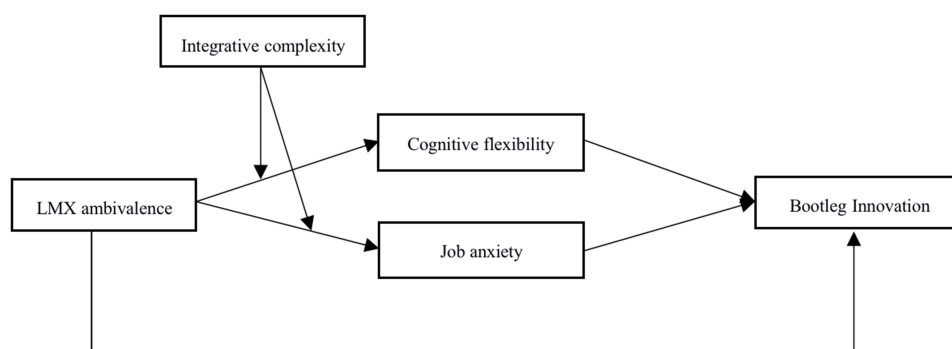 Integrative complexity
Cognitive flexibility
LMX ambivalence
Bootleg Innovation
Job anxiety